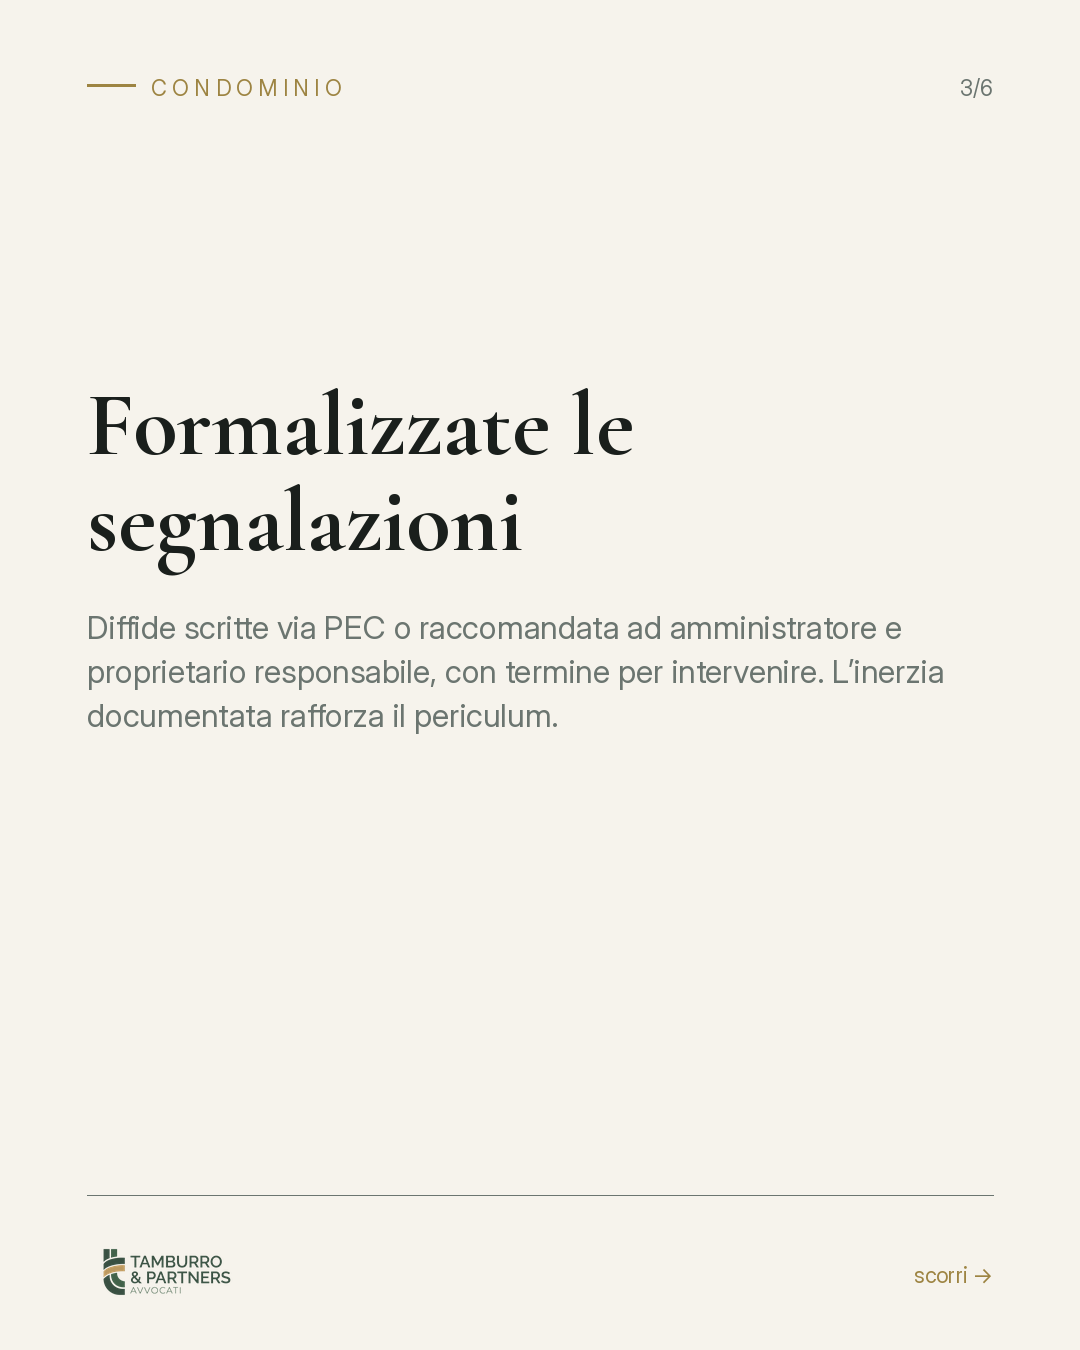 CONDOMINIO
3/6
Formalizzate le
segnalazioni
Diffide scritte via PEC o raccomandata ad amministratore e
proprietario responsabile, con termine per intervenire. L’inerzia
documentata rafforza il periculum.
TAMBURRO
& PARTNERS
AVVOCATI
scorri →